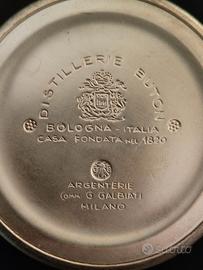 DISTILLERIE BUTON
BOLOGNA - ITALIA
CASA FONDATA NEL 1820
ARGENTERIE
COMM. G. GALBIATI
MILANO
subito